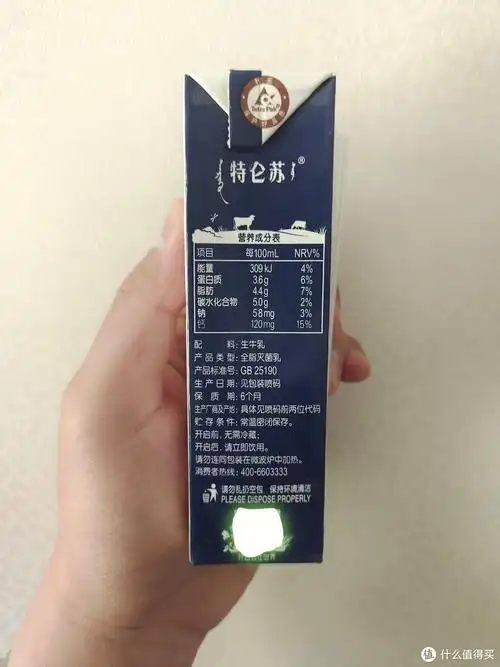 Tetra Pak®
特仑苏®
营养成分表
项目 每100mL NRV%
能量 309 kJ 4%
蛋白质 3.6g 6%
脂肪 4.4g 7%
碳水化合物 5.0g 2%
钠 58mg 3%
钙 120mg 15%
配料:生牛乳
产品类型:全脂灭菌乳
产品标准号:GB 25190
生产日期:见包装喷码
保质期:6个月
生产厂商及产地:具体见喷码前两位代码
贮存条件:常温密闭保存。
开启前,无需冷藏;
开启后,请立即饮用。
请勿连同包装在微波炉中加热。
消费者热线:400-6603333
请勿乱扔空包 保持环境清洁
PLEASE DISPOSE PROPERLY
值 什么值得买